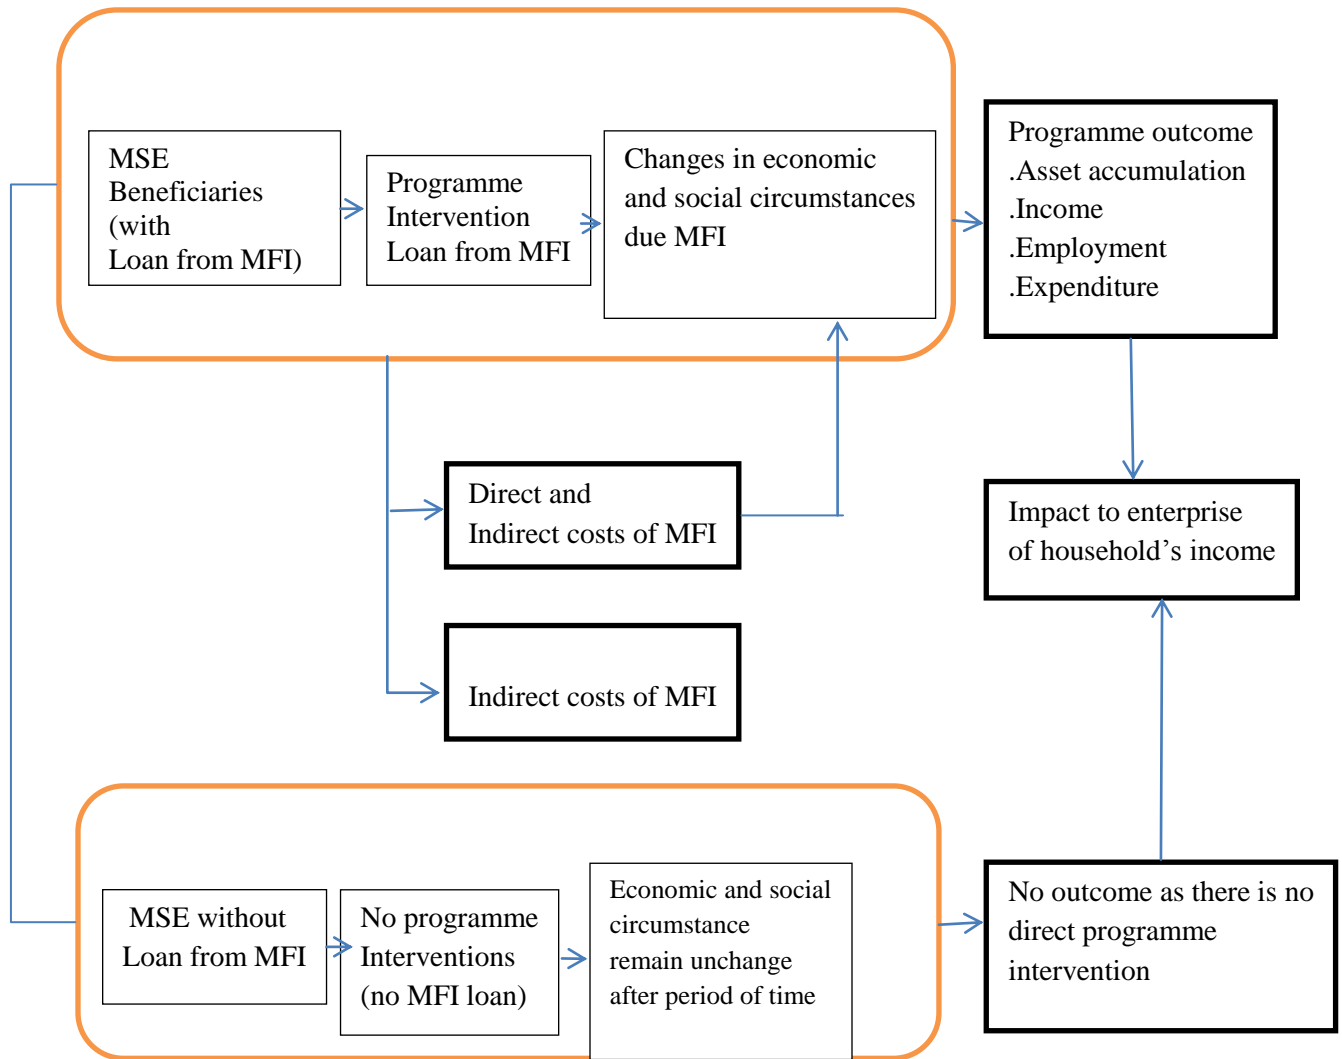 MSE
Beneficiaries
(with
Loan from MFI)
Programme
Intervention
Loan from MFI
Changes in economic
and social circumstances
due MFI
Programme outcome
.Asset accumulation
.Income
.Employment
.Expenditure
Direct and
Indirect costs of MFI
Impact to enterprise
of household’s income
Indirect costs of MFI
MSE without
Loan from MFI
No programme
Interventions
(no MFI loan)
Economic and social
circumstance
remain unchange
after period of time
No outcome as there is no
direct programme
intervention